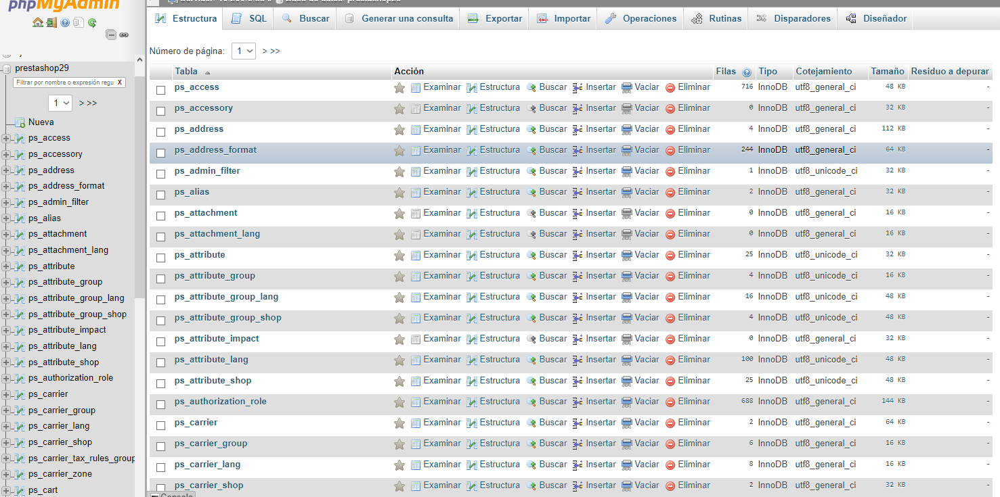 phpMyAdmin
prestashop29
Filtrar por nombre o expresión regu X
1 > >>
Nueva
ps_access
ps_accessory
ps_address
ps_address_format
ps_admin_filter
ps_alias
ps_attachment
ps_attachment_lang
ps_attribute
ps_attribute_group
ps_attribute_group_lang
ps_attribute_group_shop
ps_attribute_impact
ps_attribute_lang
ps_attribute_shop
ps_authorization_role
ps_carrier
ps_carrier_group
ps_carrier_lang
ps_carrier_shop
ps_carrier_tax_rules_group
ps_carrier_zone
ps_cart
Estructura SQL Buscar Generar una consulta Exportar Importar Operaciones Rutinas Disparadores Diseñador
Número de página: 1 > >>
Tabla Acción Filas Tipo Cotejamiento Tamaño Residuo a depurar
ps_access Examinar Estructura Buscar Insertar Vaciar Eliminar 716 InnoDB utf8_general_ci 48 KB -
ps_accessory Examinar Estructura Buscar Insertar Vaciar Eliminar 0 InnoDB utf8_general_ci 32 KB -
ps_address Examinar Estructura Buscar Insertar Vaciar Eliminar 4 InnoDB utf8_general_ci 112 KB -
ps_address_format Examinar Estructura Buscar Insertar Vaciar Eliminar 244 InnoDB utf8_general_ci 64 KB -
ps_admin_filter Examinar Estructura Buscar Insertar Vaciar Eliminar 1 InnoDB utf8_unicode_ci 32 KB -
ps_alias Examinar Estructura Buscar Insertar Vaciar Eliminar 2 InnoDB utf8_general_ci 32 KB -
ps_attachment Examinar Estructura Buscar Insertar Vaciar Eliminar 0 InnoDB utf8_general_ci 16 KB -
ps_attachment_lang Examinar Estructura Buscar Insertar Vaciar Eliminar 0 InnoDB utf8_general_ci 16 KB -
ps_attribute Examinar Estructura Buscar Insertar Vaciar Eliminar 25 InnoDB utf8_unicode_ci 32 KB -
ps_attribute_group Examinar Estructura Buscar Insertar Vaciar Eliminar 4 InnoDB utf8_unicode_ci 16 KB -
ps_attribute_group_lang Examinar Estructura Buscar Insertar Vaciar Eliminar 16 InnoDB utf8_unicode_ci 48 KB -
ps_attribute_group_shop Examinar Estructura Buscar Insertar Vaciar Eliminar 4 InnoDB utf8_unicode_ci 48 KB -
ps_attribute_impact Examinar Estructura Buscar Insertar Vaciar Eliminar 0 InnoDB utf8_general_ci 32 KB -
ps_attribute_lang Examinar Estructura Buscar Insertar Vaciar Eliminar 100 InnoDB utf8_unicode_ci 48 KB -
ps_attribute_shop Examinar Estructura Buscar Insertar Vaciar Eliminar 25 InnoDB utf8_unicode_ci 48 KB -
ps_authorization_role Examinar Estructura Buscar Insertar Vaciar Eliminar 688 InnoDB utf8_general_ci 144 KB -
ps_carrier Examinar Estructura Buscar Insertar Vaciar Eliminar 2 InnoDB utf8_general_ci 64 KB -
ps_carrier_group Examinar Estructura Buscar Insertar Vaciar Eliminar 6 InnoDB utf8_general_ci 16 KB -
ps_carrier_lang Examinar Estructura Buscar Insertar Vaciar Eliminar 8 InnoDB utf8_general_ci 16 KB -
ps_carrier_shop Examinar Estructura Buscar Insertar Vaciar Eliminar 2 InnoDB utf8_general_ci 32 KB -
Consola